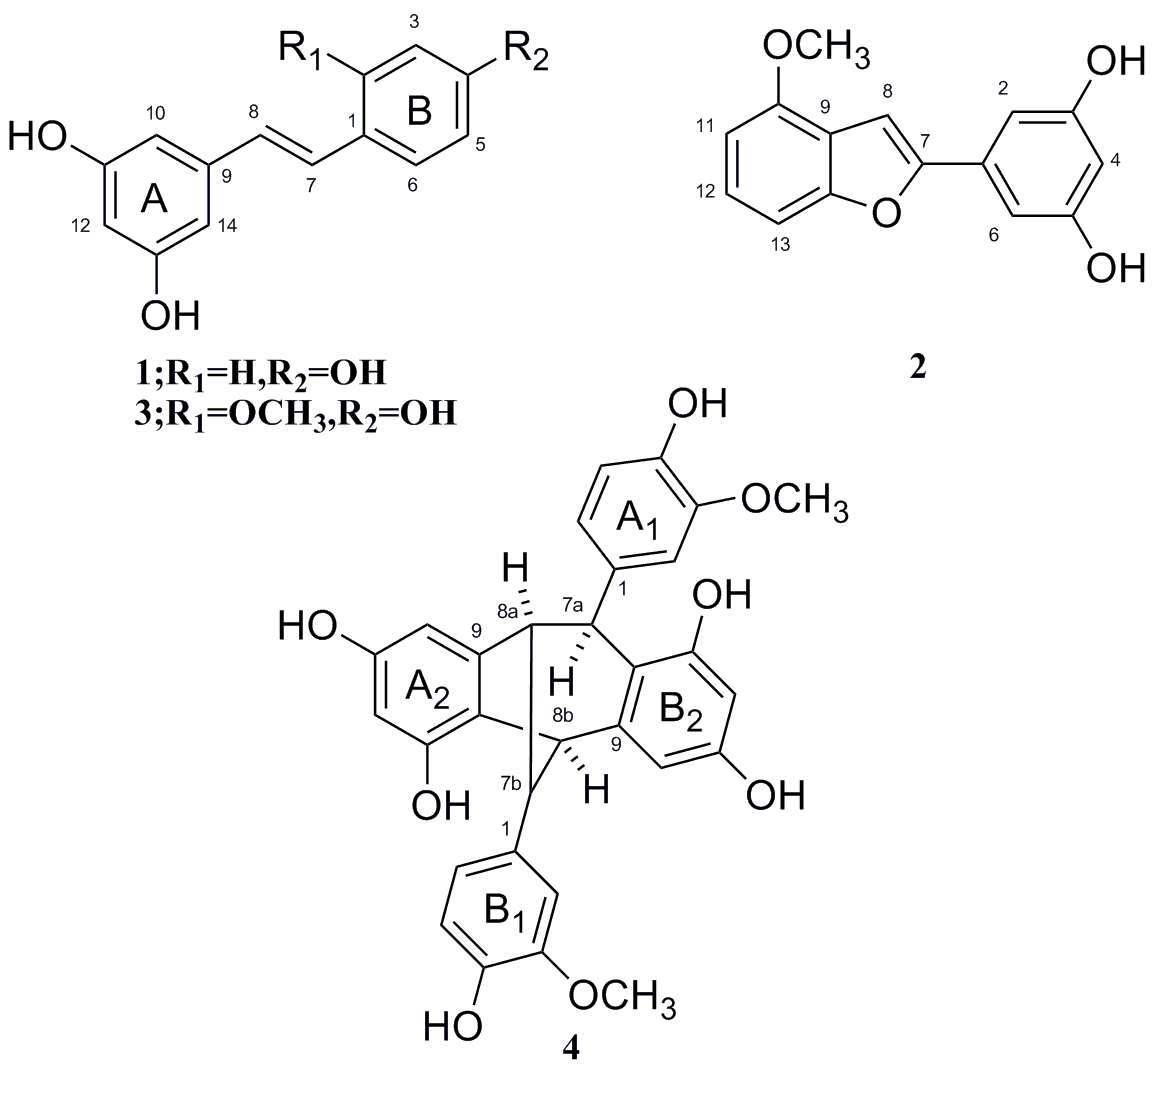 R1
3
R2
B
HO
10
8
1
5
A
9
7
6
12
14
OH
1;R1=H,R2=OH
3;R1=OCH3,R2=OH
OCH3
OH
8
2
9
11
7
4
12
O
13
6
OH
2
OH
A1
OCH3
H
1
8a
7a
OH
HO
9
A2
H
B2
8b
9
OH
7b
H
OH
1
B1
OCH3
HO
4